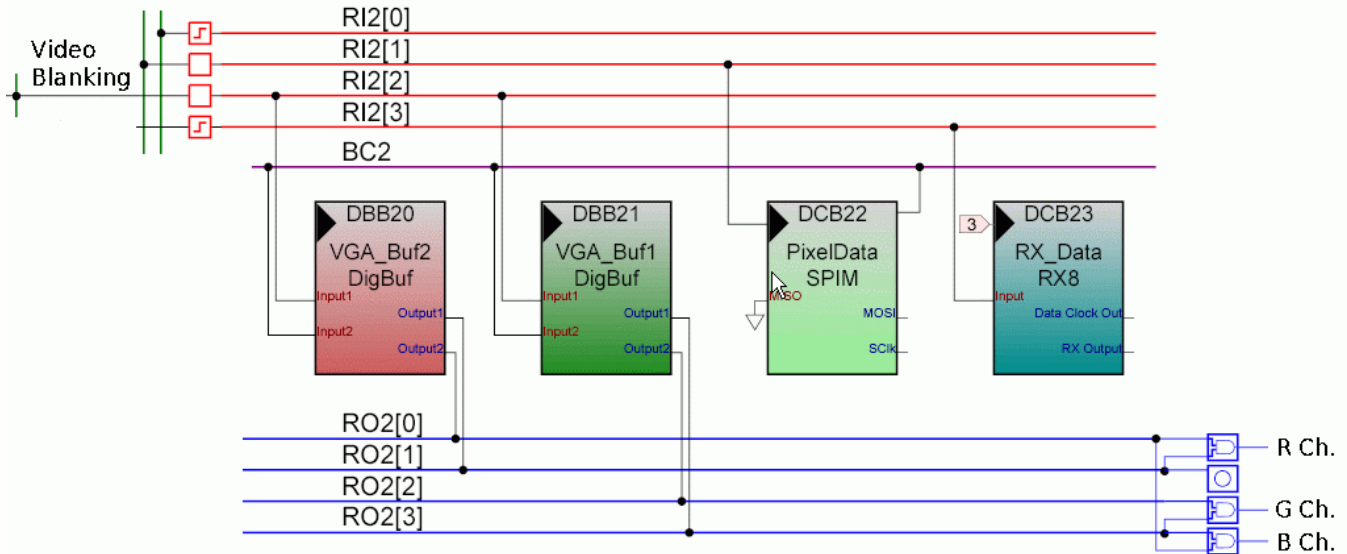 RI2[0]
Video
Blanking
RI2[1]
RI2[2]
RI2[3]
BC2
DBB20
VGA_Buf2
DigBuf
Input1
Output1
Input2
Output2
DBB21
VGA_Buf1
DigBuf
Input1
Output1
Input2
Output2
DCB22
PixelData
SPIM
MISO
MOSI
SClk
3
DCB23
RX_Data
RX8
Input
Data Clock Out
RX Output
RO2[0]
RO2[1]
RO2[2]
RO2[3]
R Ch.
G Ch.
B Ch.